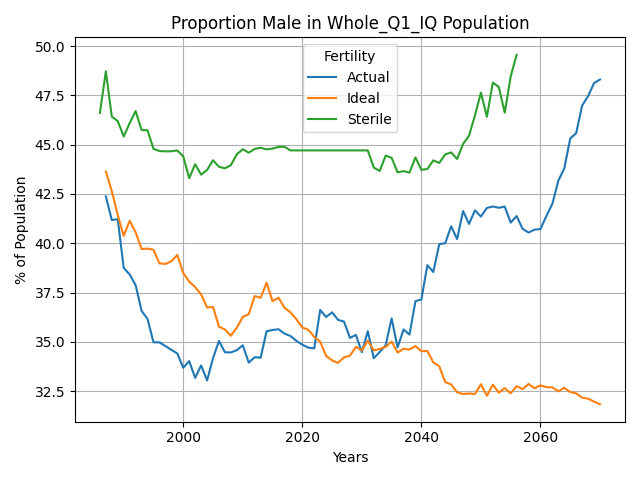 Proportion Male in Whole_Q1_IQ Population
% of Population
50.0
47.5
45.0
42.5
40.0
37.5
35.0
32.5
Fertility
Actual
Ideal
Sterile
2000
2020
2040
2060
Years